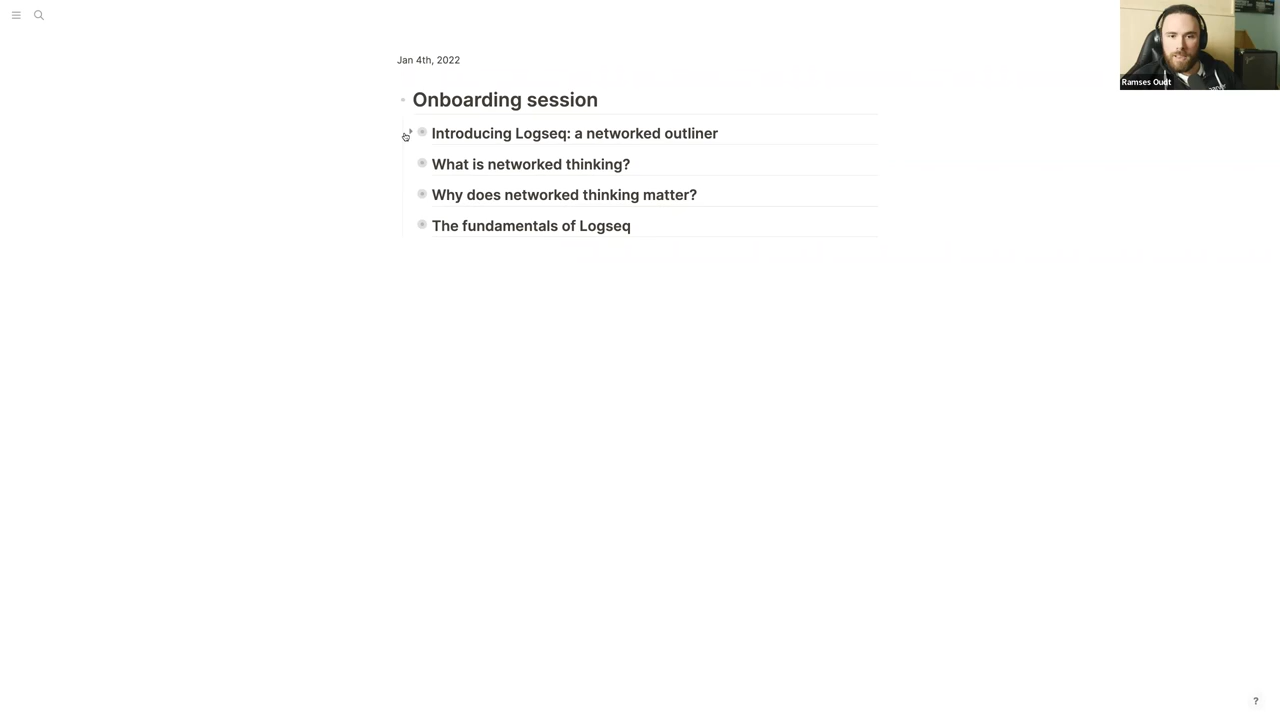 Jan 4th, 2022
Onboarding session
Introducing Logseq: a networked outliner
What is networked thinking?
Why does networked thinking matter?
The fundamentals of Logseq
Ramses Oudt
?